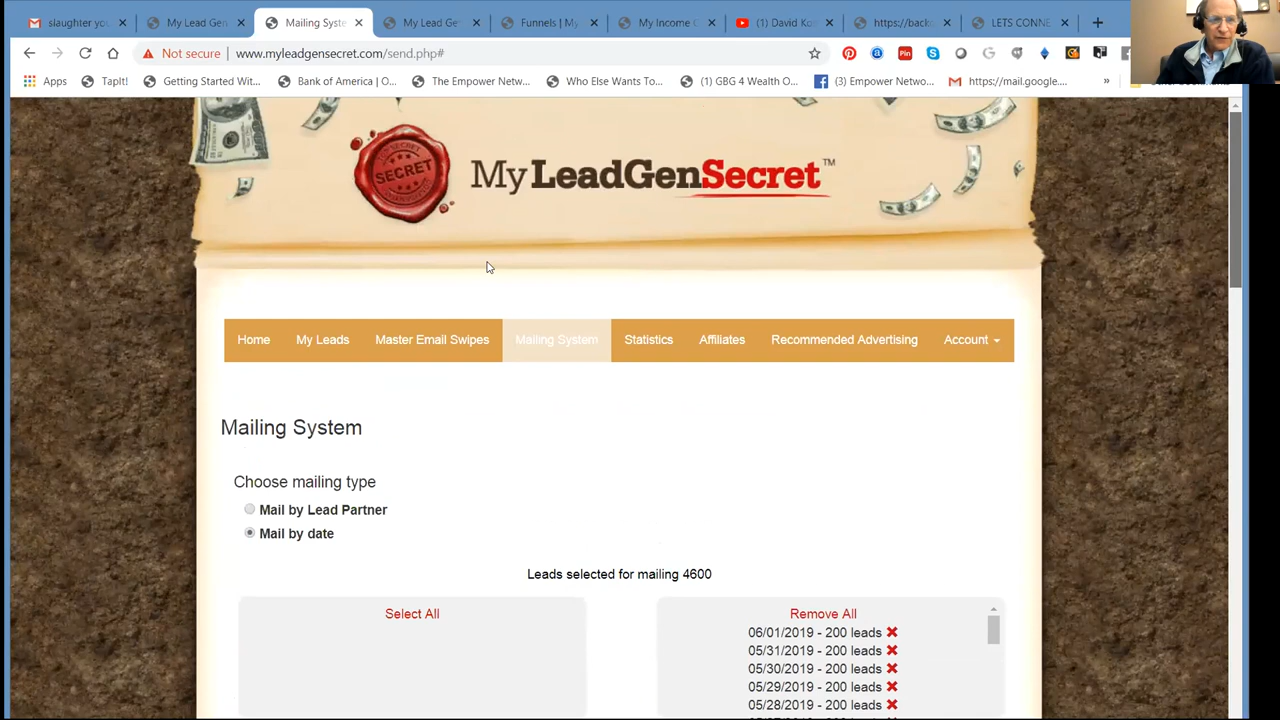 slaughter you
My Lead Gen
Mailing Syste
My Lead Ge
Funnels | My
My Income C
(1) David Ko
https://back
LETS CONNE
Not secure
www.myleadgensecret.com/send.php#
Apps
TapIt!
Getting Started Wit...
Bank of America | O...
The Empower Netw...
Who Else Wants To...
(1) GBG 4 Wealth O...
(3) Empower Netwo...
https://mail.google....
SECRET
MyLeadGenSecret™
Home
My Leads
Master Email Swipes
Mailing System
Statistics
Affiliates
Recommended Advertising
Account
Mailing System
Choose mailing type
Mail by Lead Partner
Mail by date
Leads selected for mailing 4600
Select All
Remove All
06/01/2019 - 200 leads
05/31/2019 - 200 leads
05/30/2019 - 200 leads
05/29/2019 - 200 leads
05/28/2019 - 200 leads